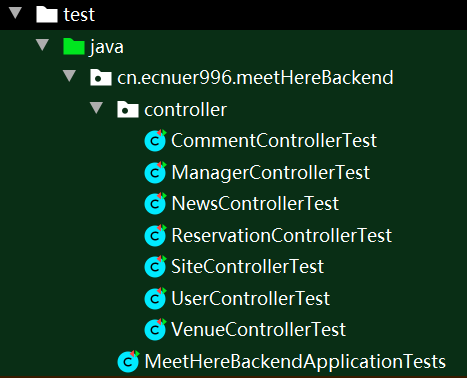 test
java
cn.ecnuer996.meetHereBackend
controller
CommentControllerTest
ManagerControllerTest
NewsControllerTest
ReservationControllerTest
SiteControllerTest
UserControllerTest
VenueControllerTest
MeetHereBackendApplicationTests